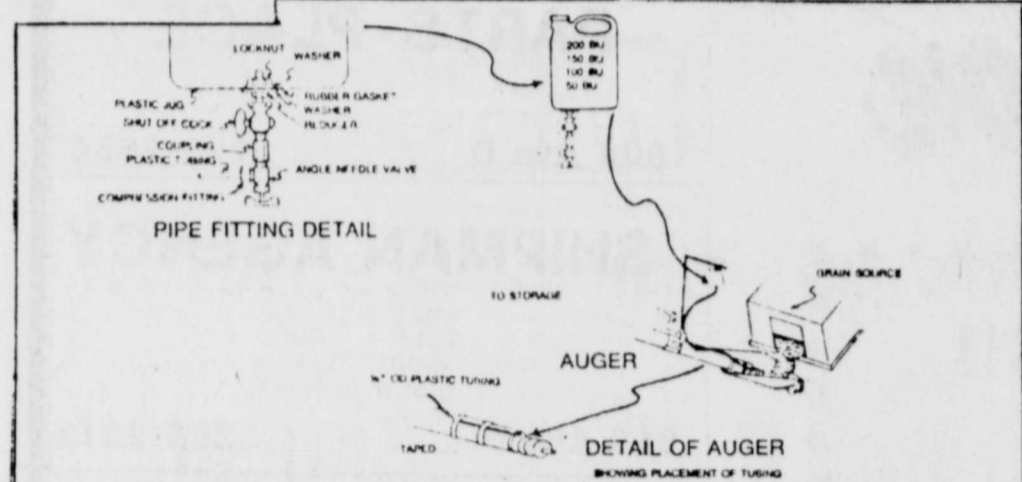 LOCKNUT
WASHER
RUBBER GASKET
WASHER
REDUCER
PLASTIC JUG
SHUT OFF COCK
COUPLING
PLASTIC TUBING
ANGLE NEEDLE VALVE
COMPRESSION FITTING
PIPE FITTING DETAIL
200 BU
150 BU
100 BU
50 BU
GRAIN SOURCE
TO STORAGE
AUGER
OD PLASTIC TUBING
TAPED
DETAIL OF AUGER
SHOWING PLACEMENT OF TUBING
SHIPMAN